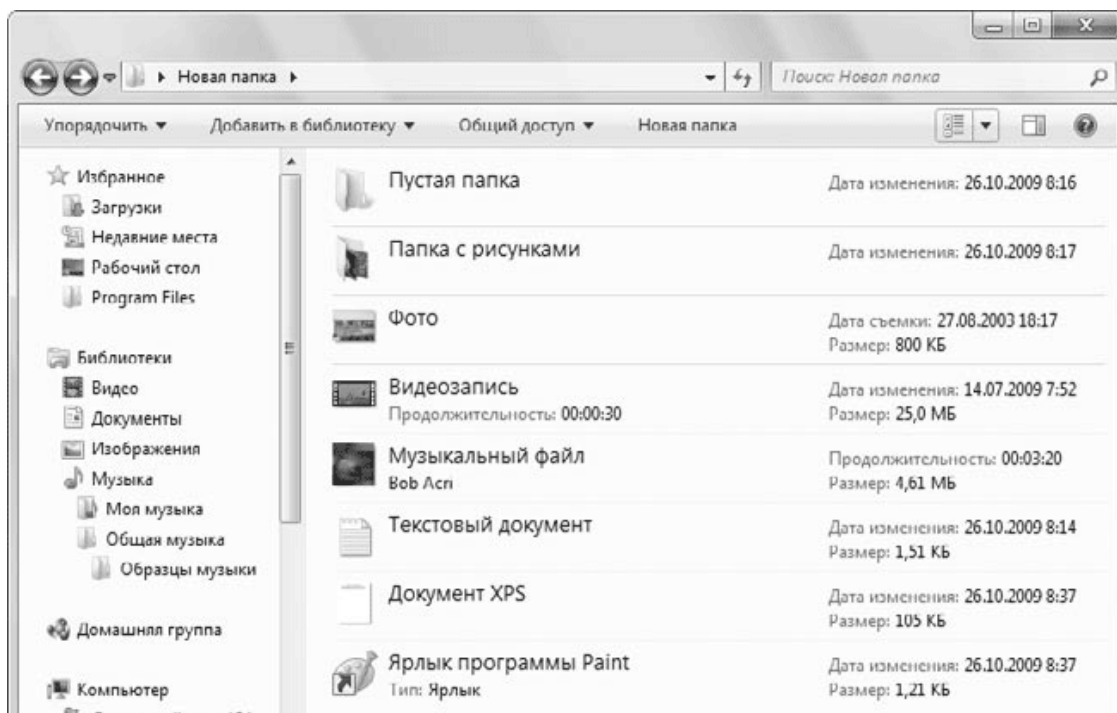 Новая папка
Поиск: Новая папка
Упорядочить Добавить в библиотеку Общий доступ Новая папка
Избранное
Загрузки
Недавние места
Рабочий стол
Program Files
Библиотеки
Видео
Документы
Изображения
Музыка
Моя музыка
Общая музыка
Образцы музыки
Домашняя группа
Компьютер
Пустая папка
Дата изменения: 26.10.2009 8:16
Папка с рисунками
Дата изменения: 26.10.2009 8:17
Фото
Дата съемки: 27.08.2003 18:17
Размер: 800 КБ
Видеозапись
Продолжительность: 00:00:30
Дата изменения: 14.07.2009 7:52
Размер: 25,0 МБ
Музыкальный файл
Bob Acri
Продолжительность: 00:03:20
Размер: 4,61 МБ
Текстовый документ
Дата изменения: 26.10.2009 8:14
Размер: 1,51 КБ
Документ XPS
Дата изменения: 26.10.2009 8:37
Размер: 105 КБ
Ярлык программы Paint
Тип: Ярлык
Дата изменения: 26.10.2009 8:37
Размер: 1,21 КБ